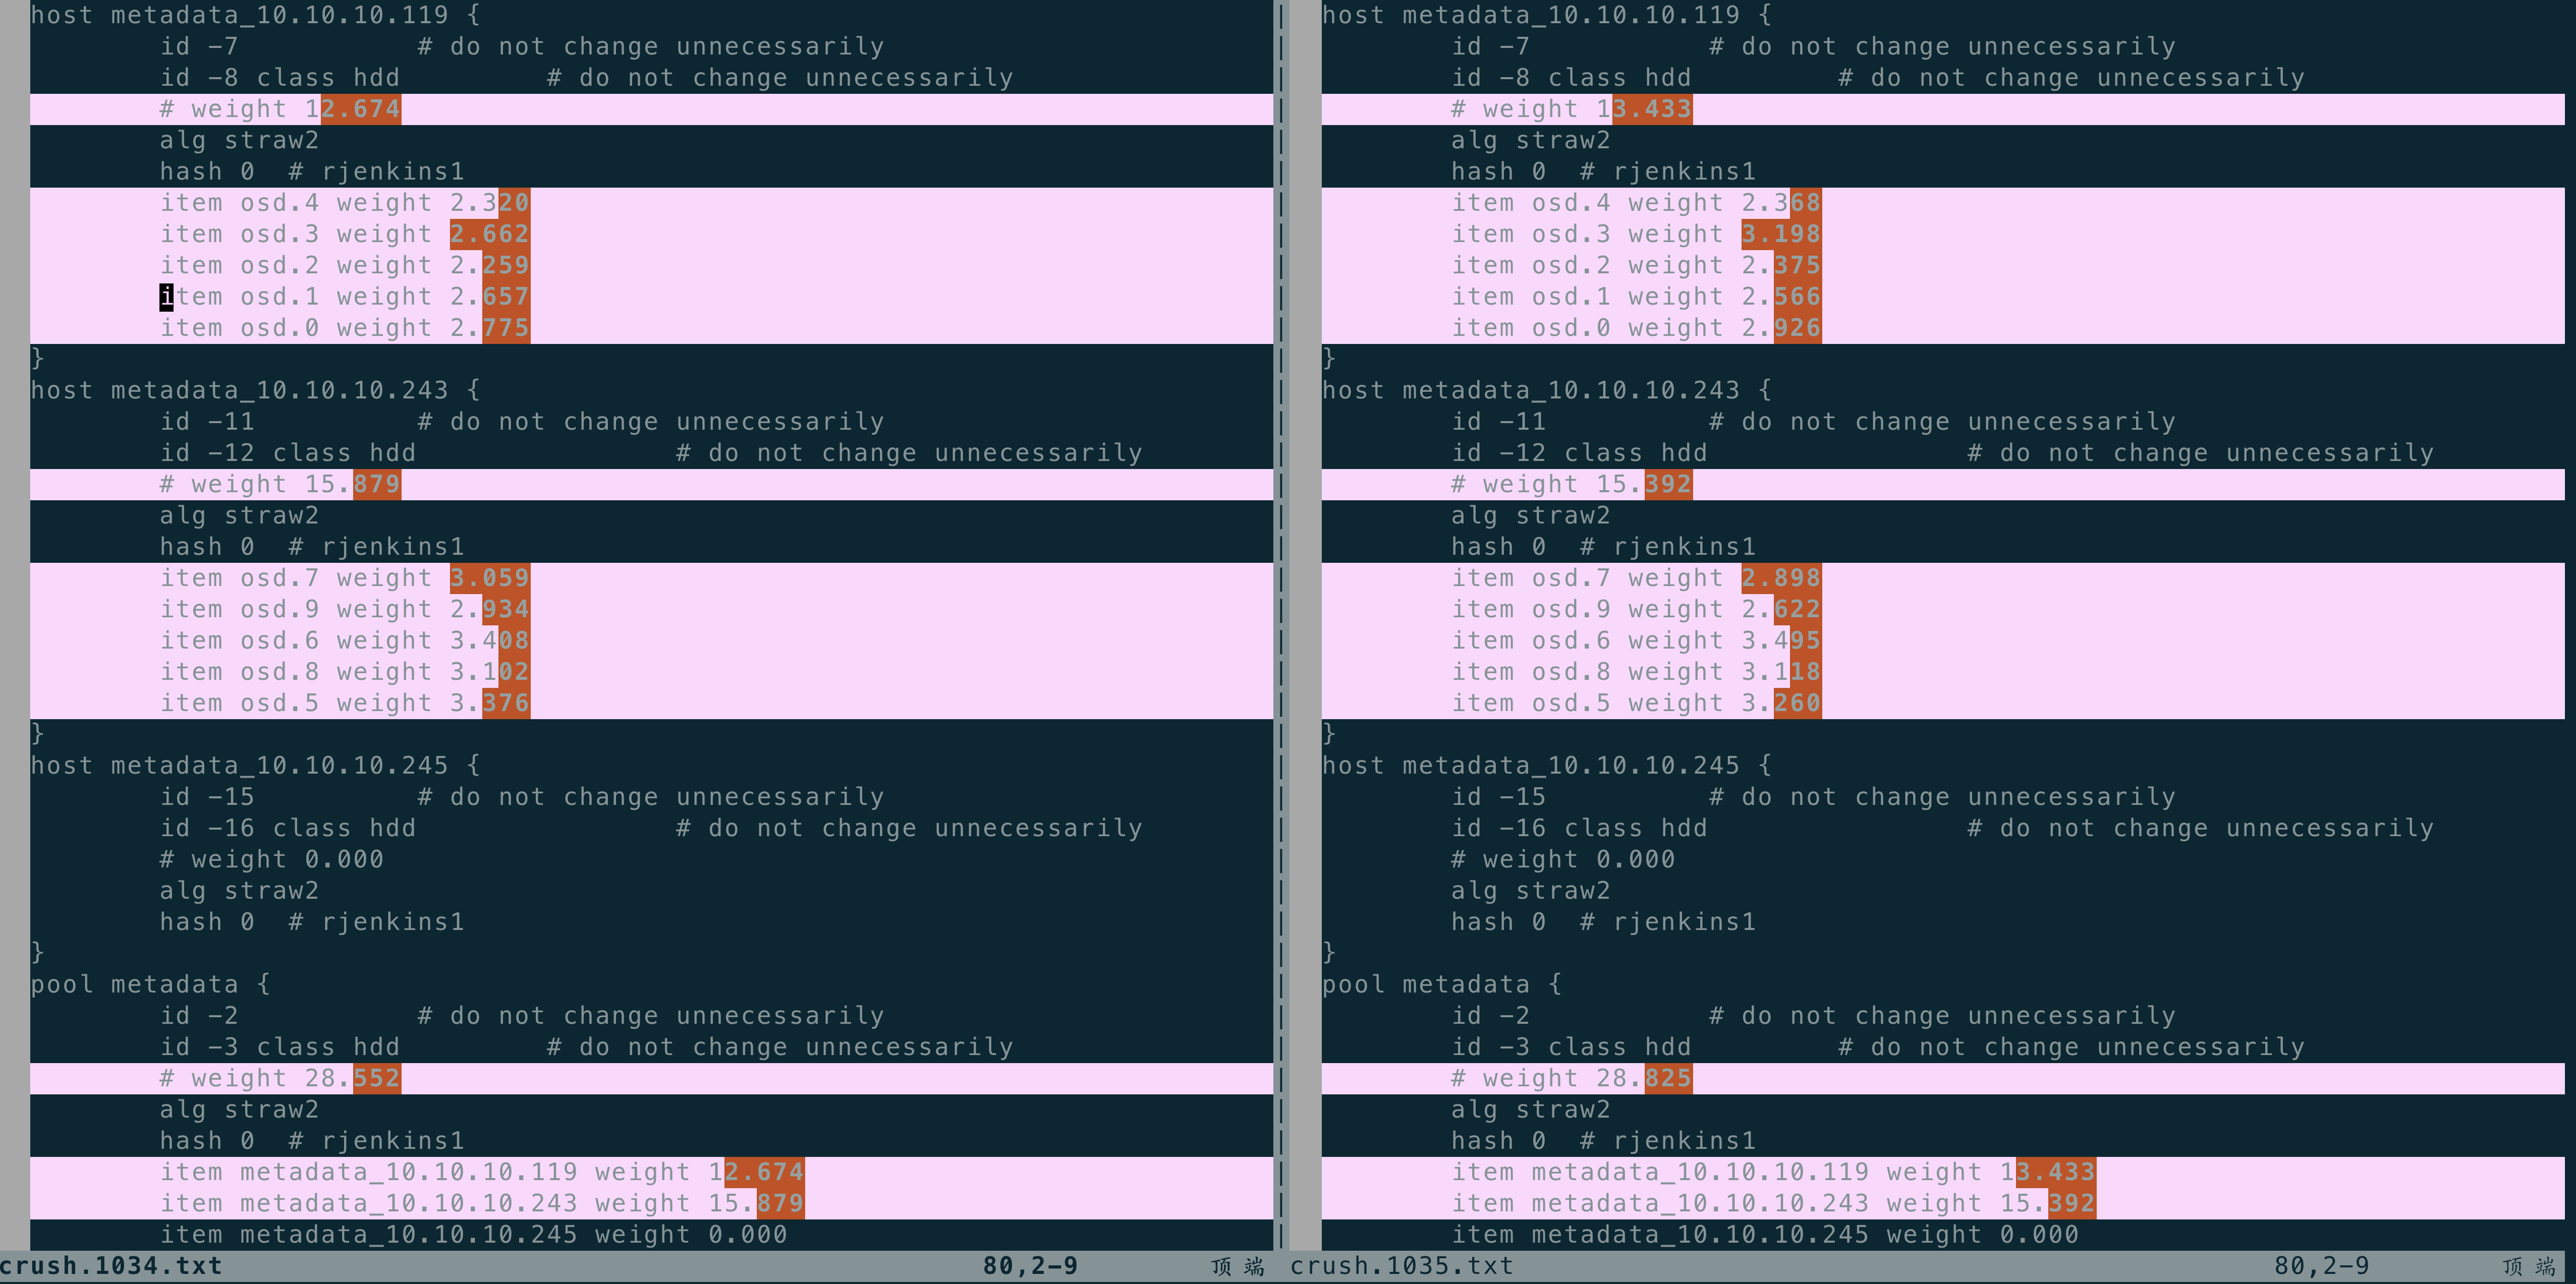 host metadata_10.10.10.119 {
        id -7           # do not change unnecessarily
        id -8 class hdd         # do not change unnecessarily
        # weight 12.674
        alg straw2
        hash 0  # rjenkins1
        item osd.4 weight 2.320
        item osd.3 weight 2.662
        item osd.2 weight 2.259
        item osd.1 weight 2.657
        item osd.0 weight 2.775
}
host metadata_10.10.10.243 {
        id -11          # do not change unnecessarily
        id -12 class hdd                # do not change unnecessarily
        # weight 15.879
        alg straw2
        hash 0  # rjenkins1
        item osd.7 weight 3.059
        item osd.9 weight 2.934
        item osd.6 weight 3.408
        item osd.8 weight 3.102
        item osd.5 weight 3.376
}
host metadata_10.10.10.245 {
        id -15          # do not change unnecessarily
        id -16 class hdd                # do not change unnecessarily
        # weight 0.000
        alg straw2
        hash 0  # rjenkins1
}
pool metadata {
        id -2           # do not change unnecessarily
        id -3 class hdd         # do not change unnecessarily
        # weight 28.552
        alg straw2
        hash 0  # rjenkins1
        item metadata_10.10.10.119 weight 12.674
        item metadata_10.10.10.243 weight 15.879
        item metadata_10.10.10.245 weight 0.000
crush.1034.txt 80,2-9 顶端
host metadata_10.10.10.119 {
        id -7           # do not change unnecessarily
        id -8 class hdd         # do not change unnecessarily
        # weight 13.433
        alg straw2
        hash 0  # rjenkins1
        item osd.4 weight 2.368
        item osd.3 weight 3.198
        item osd.2 weight 2.375
        item osd.1 weight 2.566
        item osd.0 weight 2.926
}
host metadata_10.10.10.243 {
        id -11          # do not change unnecessarily
        id -12 class hdd                # do not change unnecessarily
        # weight 15.392
        alg straw2
        hash 0  # rjenkins1
        item osd.7 weight 2.898
        item osd.9 weight 2.622
        item osd.6 weight 3.495
        item osd.8 weight 3.118
        item osd.5 weight 3.260
}
host metadata_10.10.10.245 {
        id -15          # do not change unnecessarily
        id -16 class hdd                # do not change unnecessarily
        # weight 0.000
        alg straw2
        hash 0  # rjenkins1
}
pool metadata {
        id -2           # do not change unnecessarily
        id -3 class hdd         # do not change unnecessarily
        # weight 28.825
        alg straw2
        hash 0  # rjenkins1
        item metadata_10.10.10.119 weight 13.433
        item metadata_10.10.10.243 weight 15.392
        item metadata_10.10.10.245 weight 0.000
crush.1035.txt 80,2-9 顶端